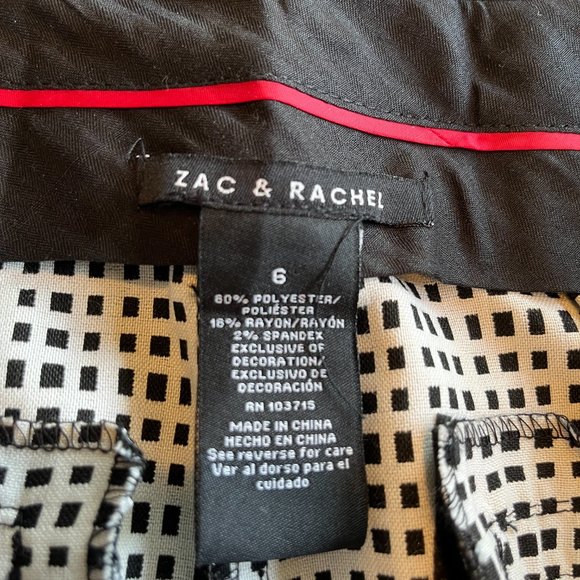 ZAC & RACHEL
6
80% POLYESTER/
POLIÉSTER
18% RAYON/RAYÓN
2% SPANDEX
EXCLUSIVE OF
DECORATION/
EXCLUSIVO DE
DECORACIÓN
RN 103715
MADE IN CHINA
HECHO EN CHINA
See reverse for care
Ver al dorso para el
cuidado